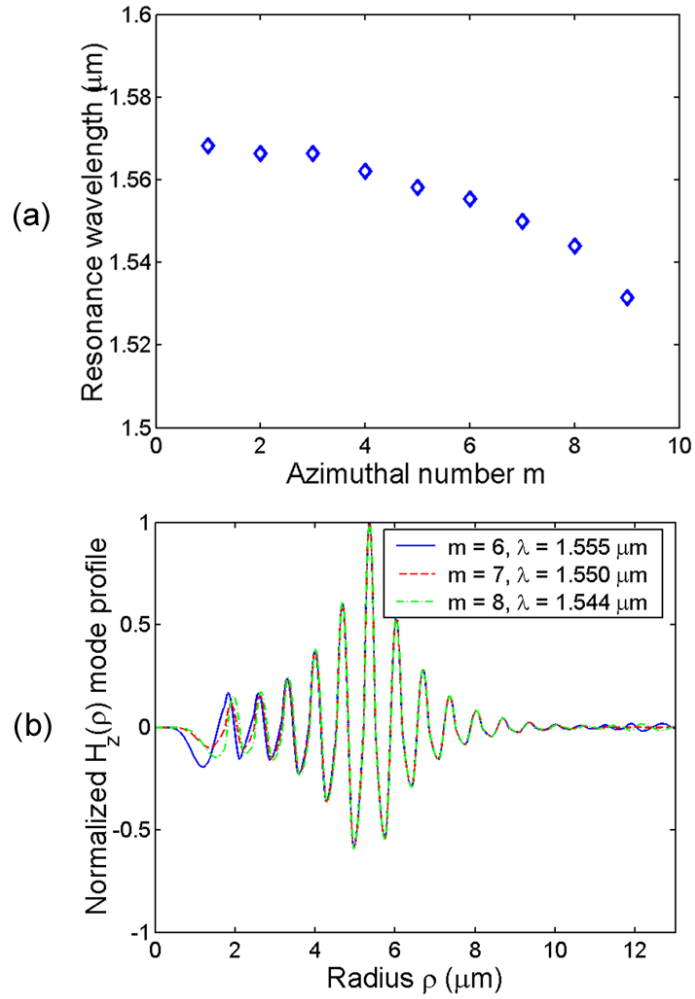 (a)
Resonance wavelength (μm)
1.6
1.58
1.56
1.54
1.52
1.5
0 2 4 6 8 10
Azimuthal number m
(b)
Normalized Hz(ρ) mode profile
1
0.5
0
-0.5
-1
m = 6, λ = 1.555 μm
m = 7, λ = 1.550 μm
m = 8, λ = 1.544 μm
0 2 4 6 8 10 12
Radius ρ (μm)